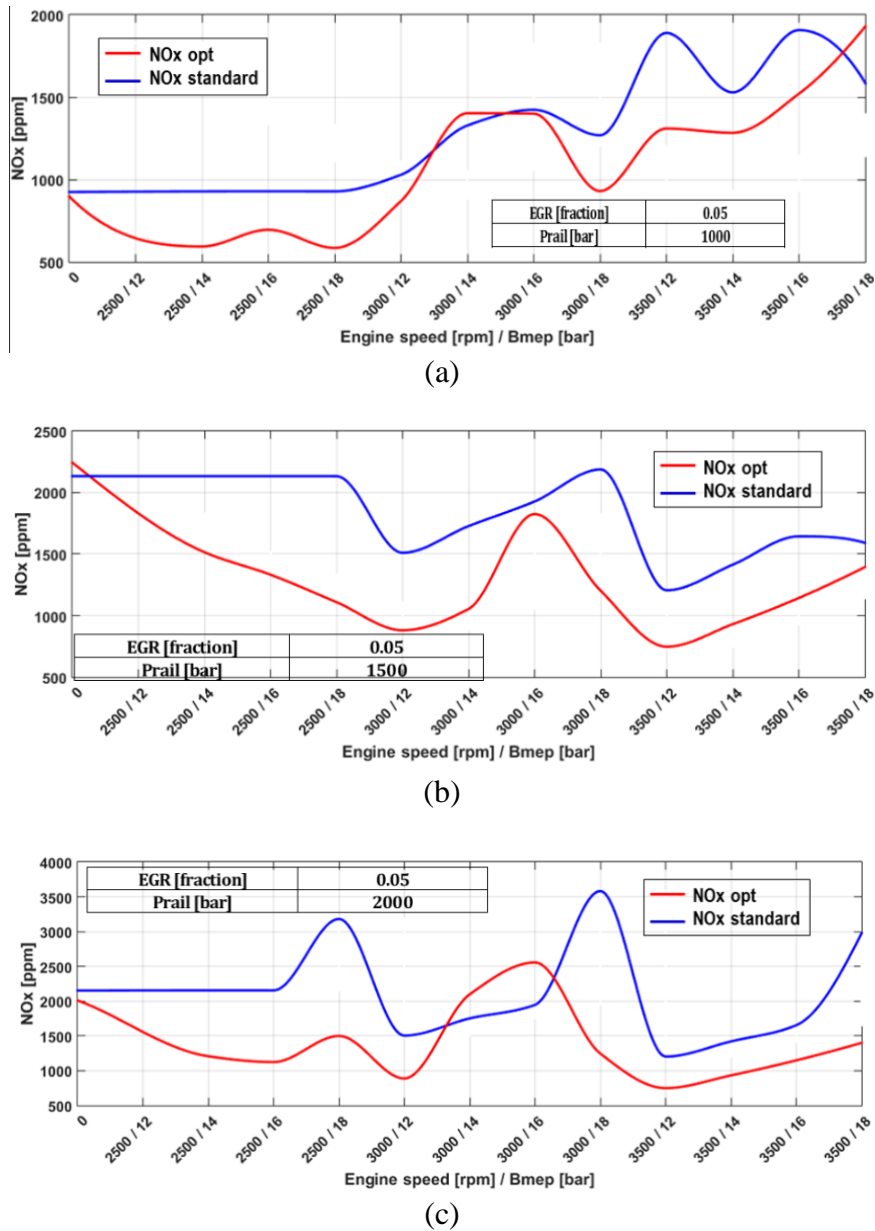 2000
NOx opt
NOx standard
1500
NOx [ppm]
1000
EGR [fraction] 0.05
Prail [bar] 1000
500
0 2500 / 12 2500 / 14 2500 / 16 2500 / 18 3000 / 12 3000 / 14 3000 / 16 3000 / 18 3500 / 12 3500 / 14 3500 / 16 3500 / 18
Engine speed [rpm] / Bmep [bar]
(a)
2500
NOx opt
2000
NOx standard
NOx [ppm]
1500
1000
EGR [fraction] 0.05
Prail [bar] 1500
500
0 2500 / 12 2500 / 14 2500 / 16 2500 / 18 3000 / 12 3000 / 14 3000 / 16 3000 / 18 3500 / 12 3500 / 14 3500 / 16 3500 / 18
Engine speed [rpm] / Bmep [bar]
(b)
4000
EGR [fraction] 0.05
Prail [bar] 2000
NOx opt
NOx standard
3500
3000
2500
NOx [ppm]
2000
1500
1000
500
0 2500 / 12 2500 / 14 2500 / 16 2500 / 18 3000 / 12 3000 / 14 3000 / 16 3000 / 18 3500 / 12 3500 / 14 3500 / 16 3500 / 18
Engine speed [rpm] / Bmep [bar]
(c)